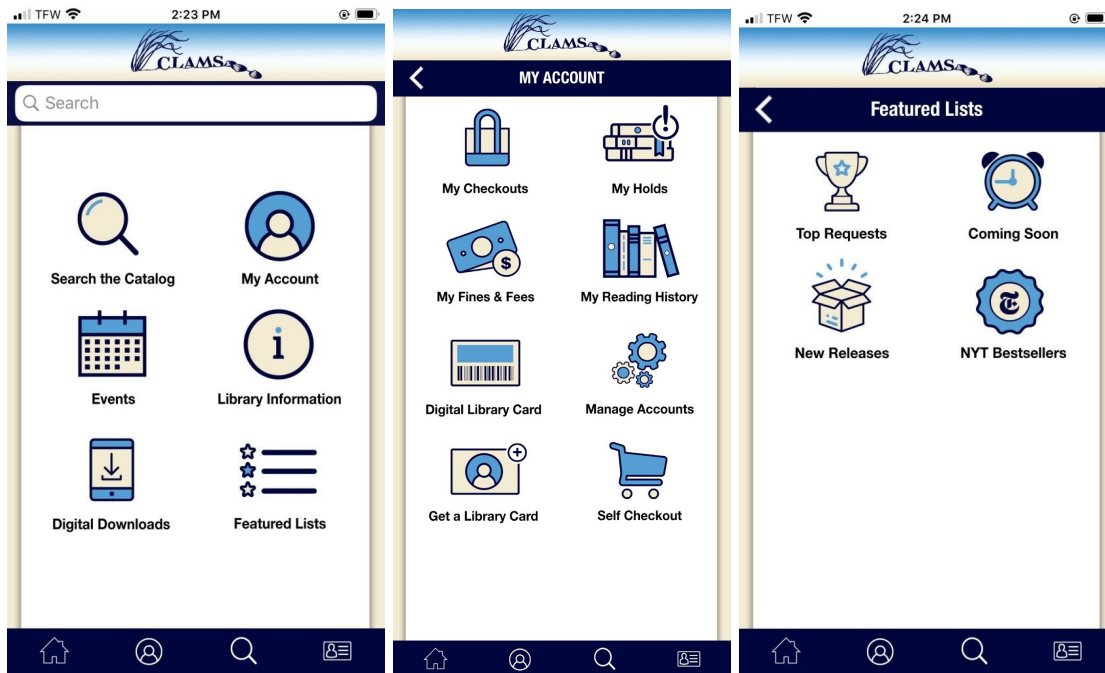 TFW 2:23 PM
CLAMS
Search
Search the Catalog
My Account
Events
Library Information
Digital Downloads
Featured Lists
CLAMS
MY ACCOUNT
My Checkouts
My Holds
$
My Fines & Fees
My Reading History
Digital Library Card
Manage Accounts
Get a Library Card
Self Checkout
TFW 2:24 PM
CLAMS
Featured Lists
Top Requests
Coming Soon
New Releases
T
NYT Bestsellers